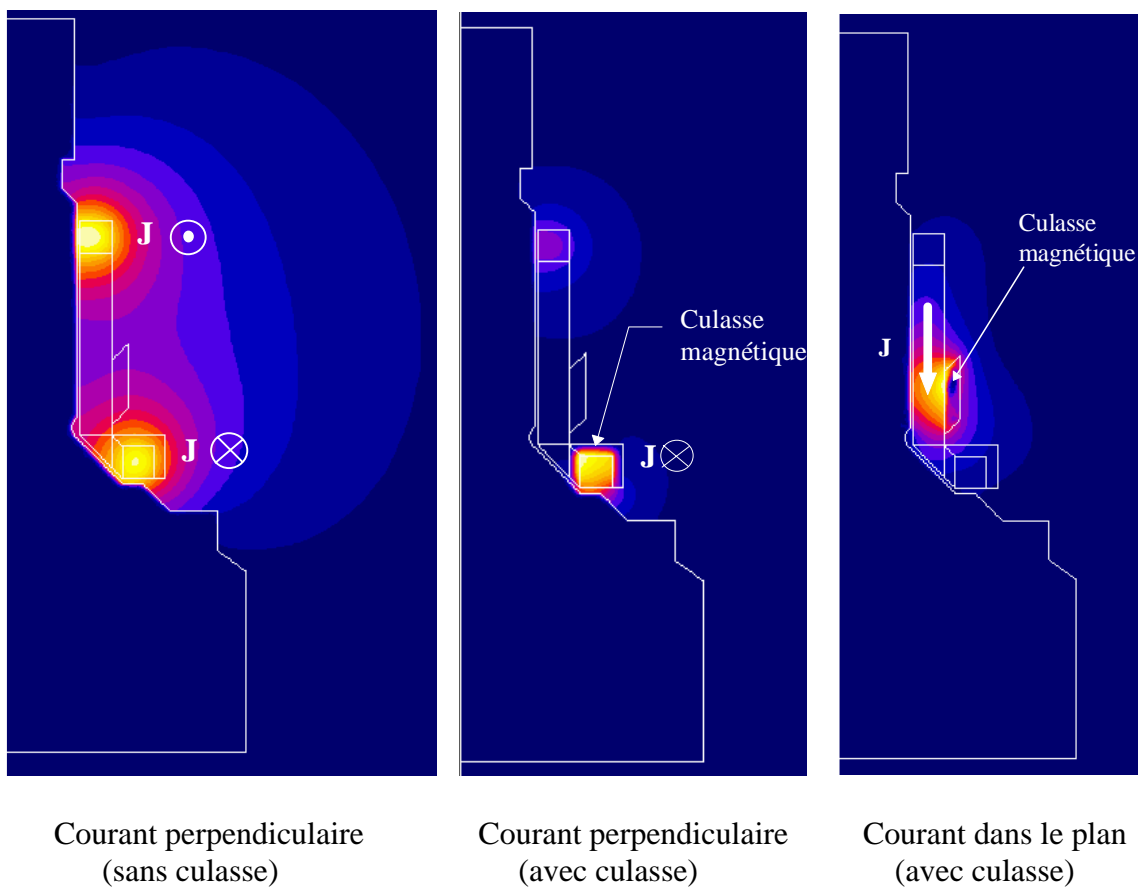 J
J
Culasse
magnétique
J
Culasse
magnétique
J
Courant perpendiculaire
(sans culasse)
Courant perpendiculaire
(avec culasse)
Courant dans le plan
(avec culasse)